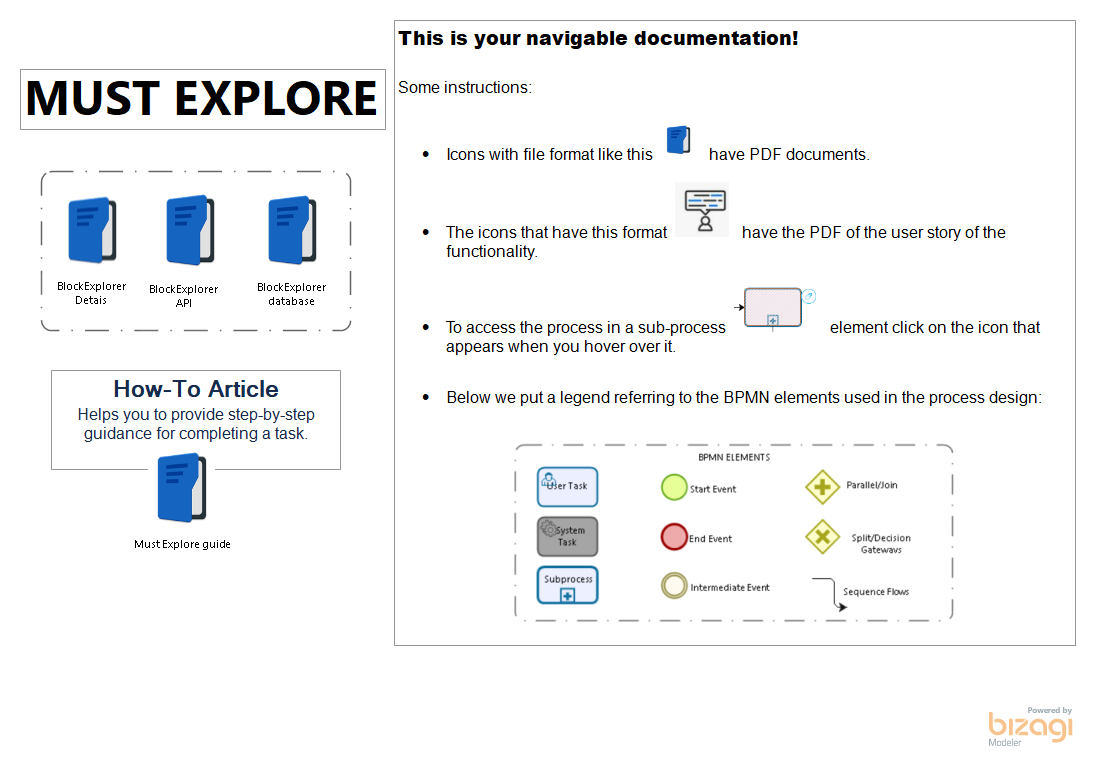 MUST EXPLORE
BlockExplorer
Detais
BlockExplorer
API
BlockExplorer
database
How-To Article
Helps you to provide step-by-step
guidance for completing a task.
Must Explore guide
This is your navigable documentation!
Some instructions:
• Icons with file format like this have PDF documents.
• The icons that have this format have the PDF of the user story of the
functionality.
• To access the process in a sub-process element click on the icon that
appears when you hover over it.
• Below we put a legend referring to the BPMN elements used in the process design:
BPMN ELEMENTS
User Task
Start Event
Parallel/Join
System
Task
End Event
Split/Decision
Gateways
Subprocess
Intermediate Event
Sequence Flows
Powered by
bizagi
Modeler